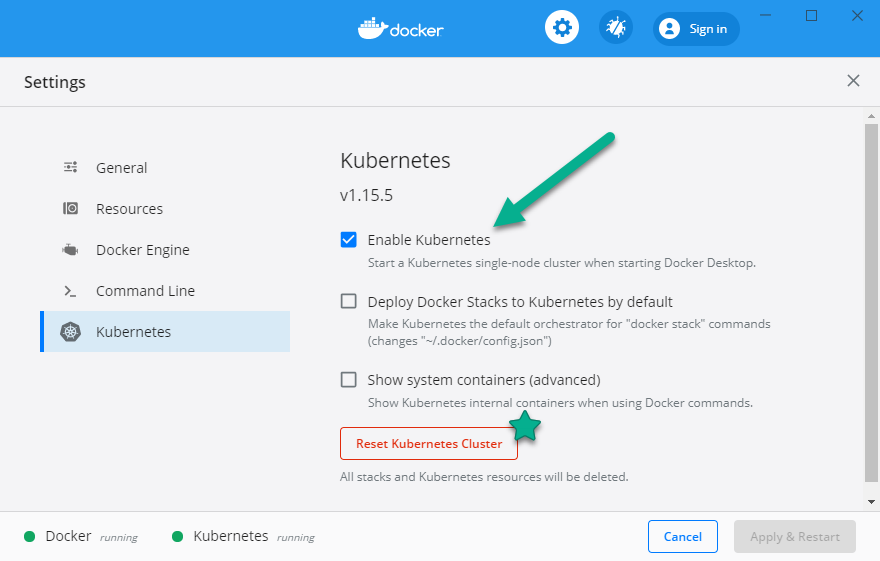 docker
Sign in
Settings
General
Resources
Docker Engine
Command Line
Kubernetes
Kubernetes
v1.15.5
Enable Kubernetes
Start a Kubernetes single-node cluster when starting Docker Desktop.
Deploy Docker Stacks to Kubernetes by default
Make Kubernetes the default orchestrator for "docker stack" commands
(changes "~/.docker/config.json")
Show system containers (advanced)
Show Kubernetes internal containers when using Docker commands.
Reset Kubernetes Cluster
All stacks and Kubernetes resources will be deleted.
Docker running
Kubernetes running
Cancel
Apply & Restart